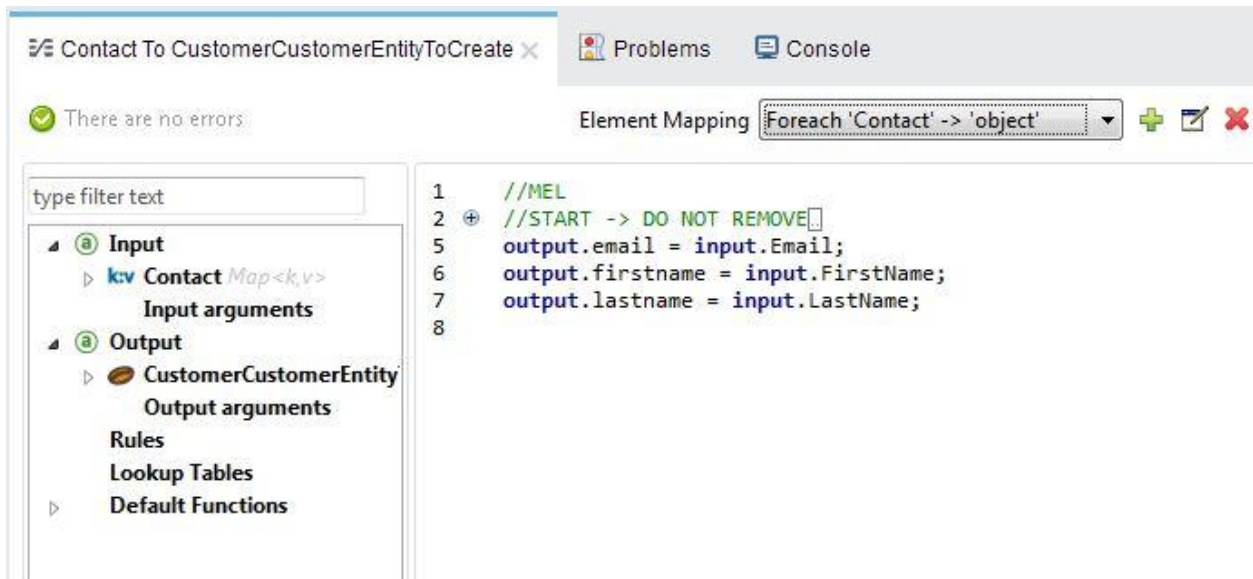 Contact To CustomerCustomerEntityToCreate
Problems
Console
There are no errors
Element Mapping Foreach 'Contact' -> 'object'
type filter text
Input
k:v Contact Map<k,v>
Input arguments
Output
CustomerCustomerEntity
Output arguments
Rules
Lookup Tables
Default Functions
1 //MEL
2 //START -> DO NOT REMOVE
5 output.email = input.Email;
6 output.firstname = input.FirstName;
7 output.lastname = input.LastName;
8